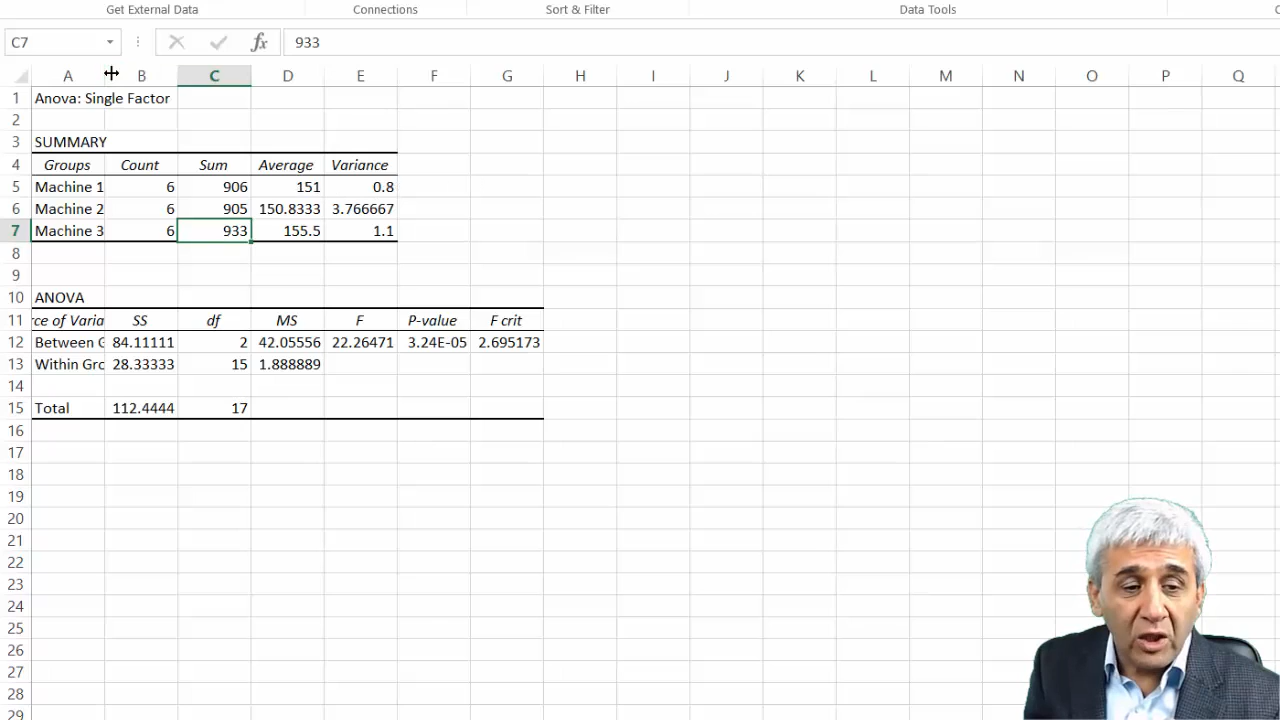 Get External Data Connections Sort & Filter Data Tools
C7 fx 933
A B C D E F G H I J K L M N O P Q
1 Anova: Single Factor
2
3 SUMMARY
4 Groups Count Sum Average Variance
5 Machine 1 6 906 151 0.8
6 Machine 2 6 905 150.8333 3.766667
7 Machine 3 6 933 155.5 1.1
8
9
10 ANOVA
11 rce of Varia SS df MS F P-value F crit
12 Between G 84.11111 2 42.05556 22.26471 3.24E-05 2.695173
13 Within Gro 28.33333 15 1.888889
14
15 Total 112.4444 17
16
17
18
19
20
21
22
23
24
25
26
27
28
29